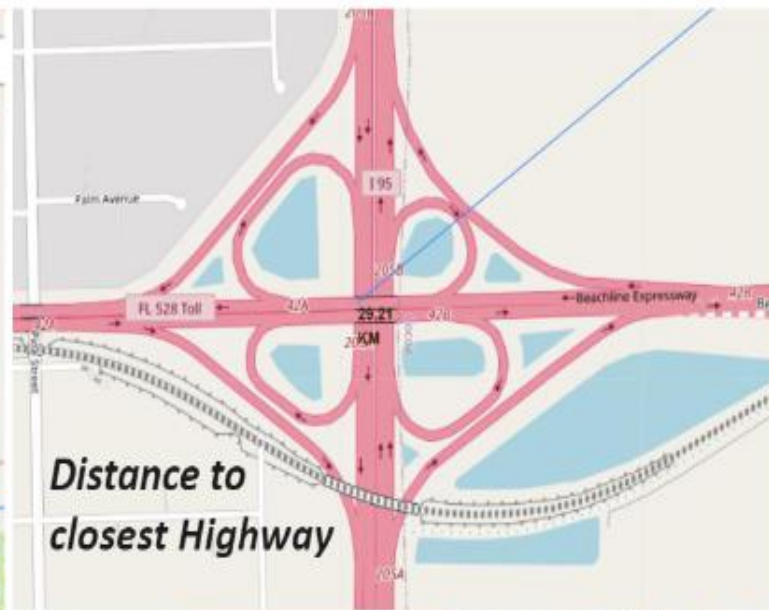 I 95
Palm Avenue
205B
Beachline Expressway
42B
FL 528 Toll
42A
29.21
KM
42B
Distance to
closest Highway
205A